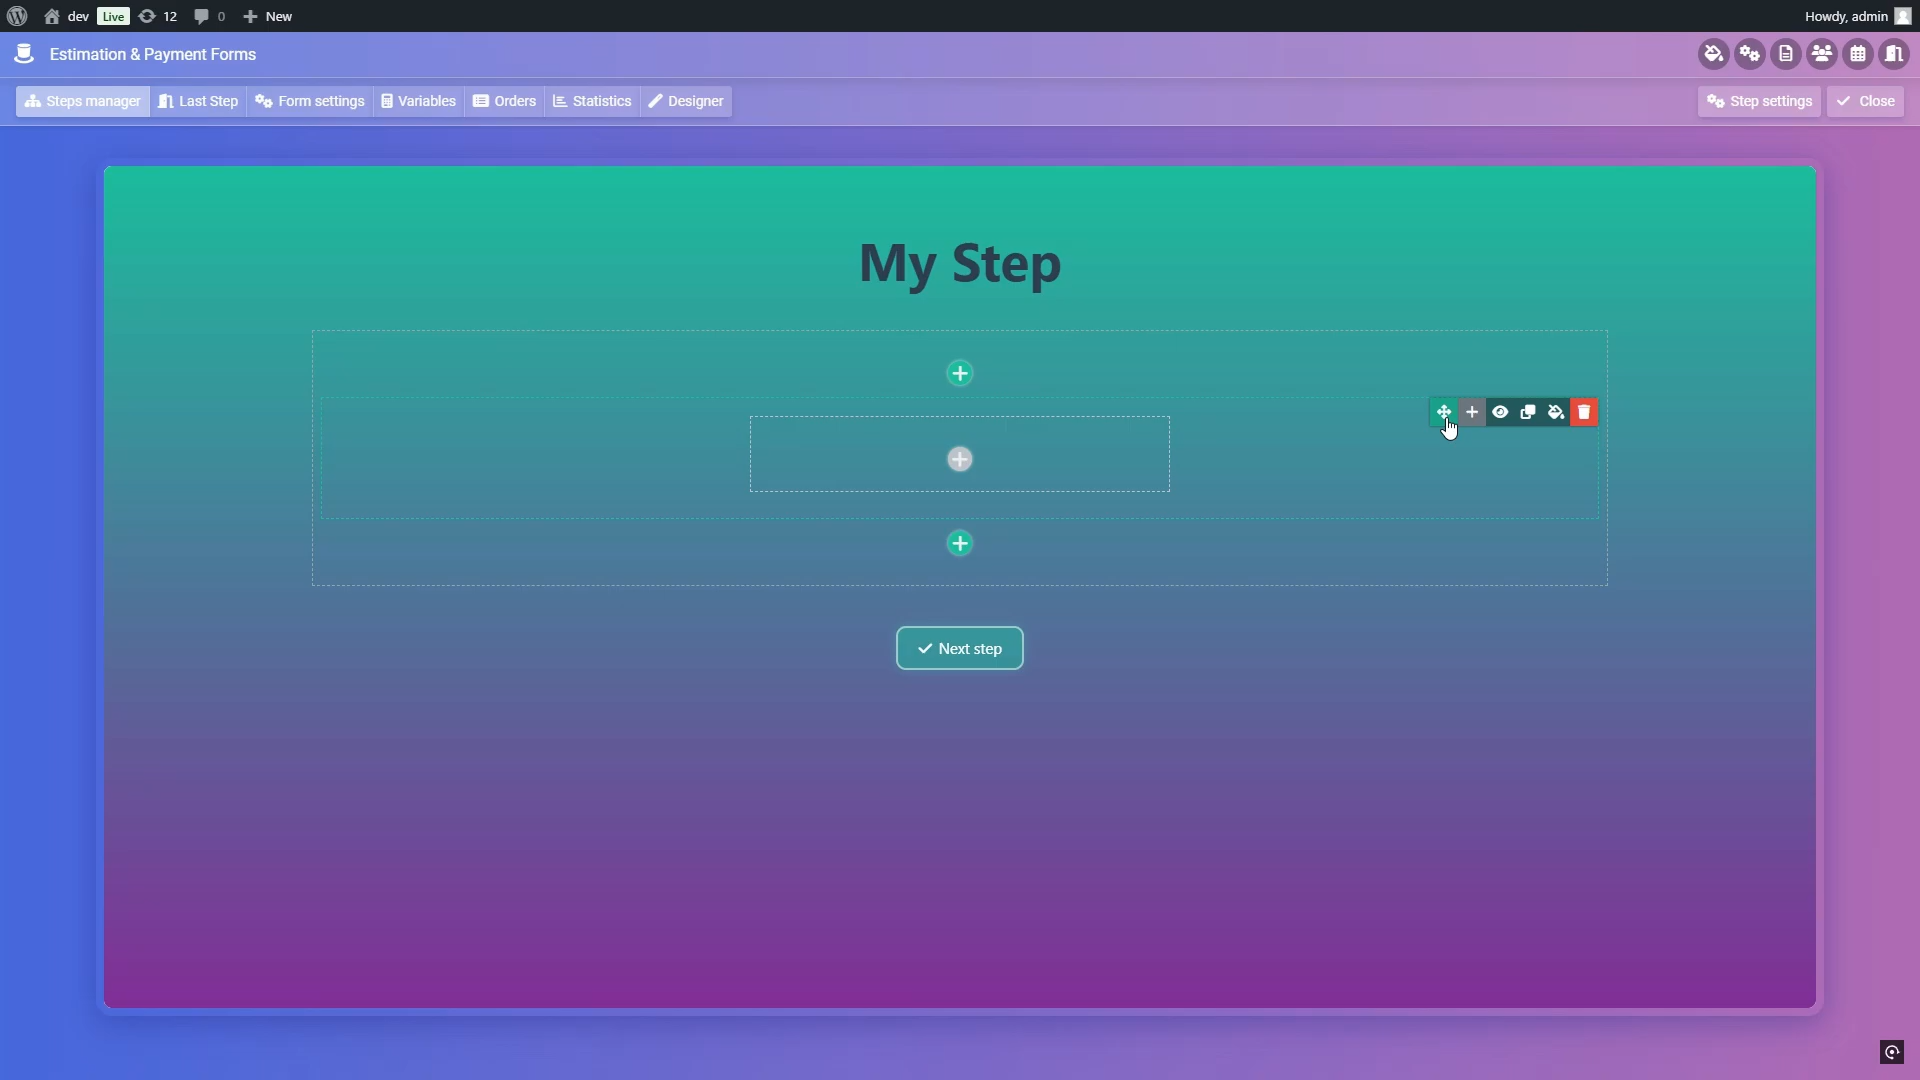 dev Live 12 0 New Howdy, admin
Estimation & Payment Forms
Steps manager Last Step Form settings Variables Orders Statistics Designer Step settings Close
My Step
Next step